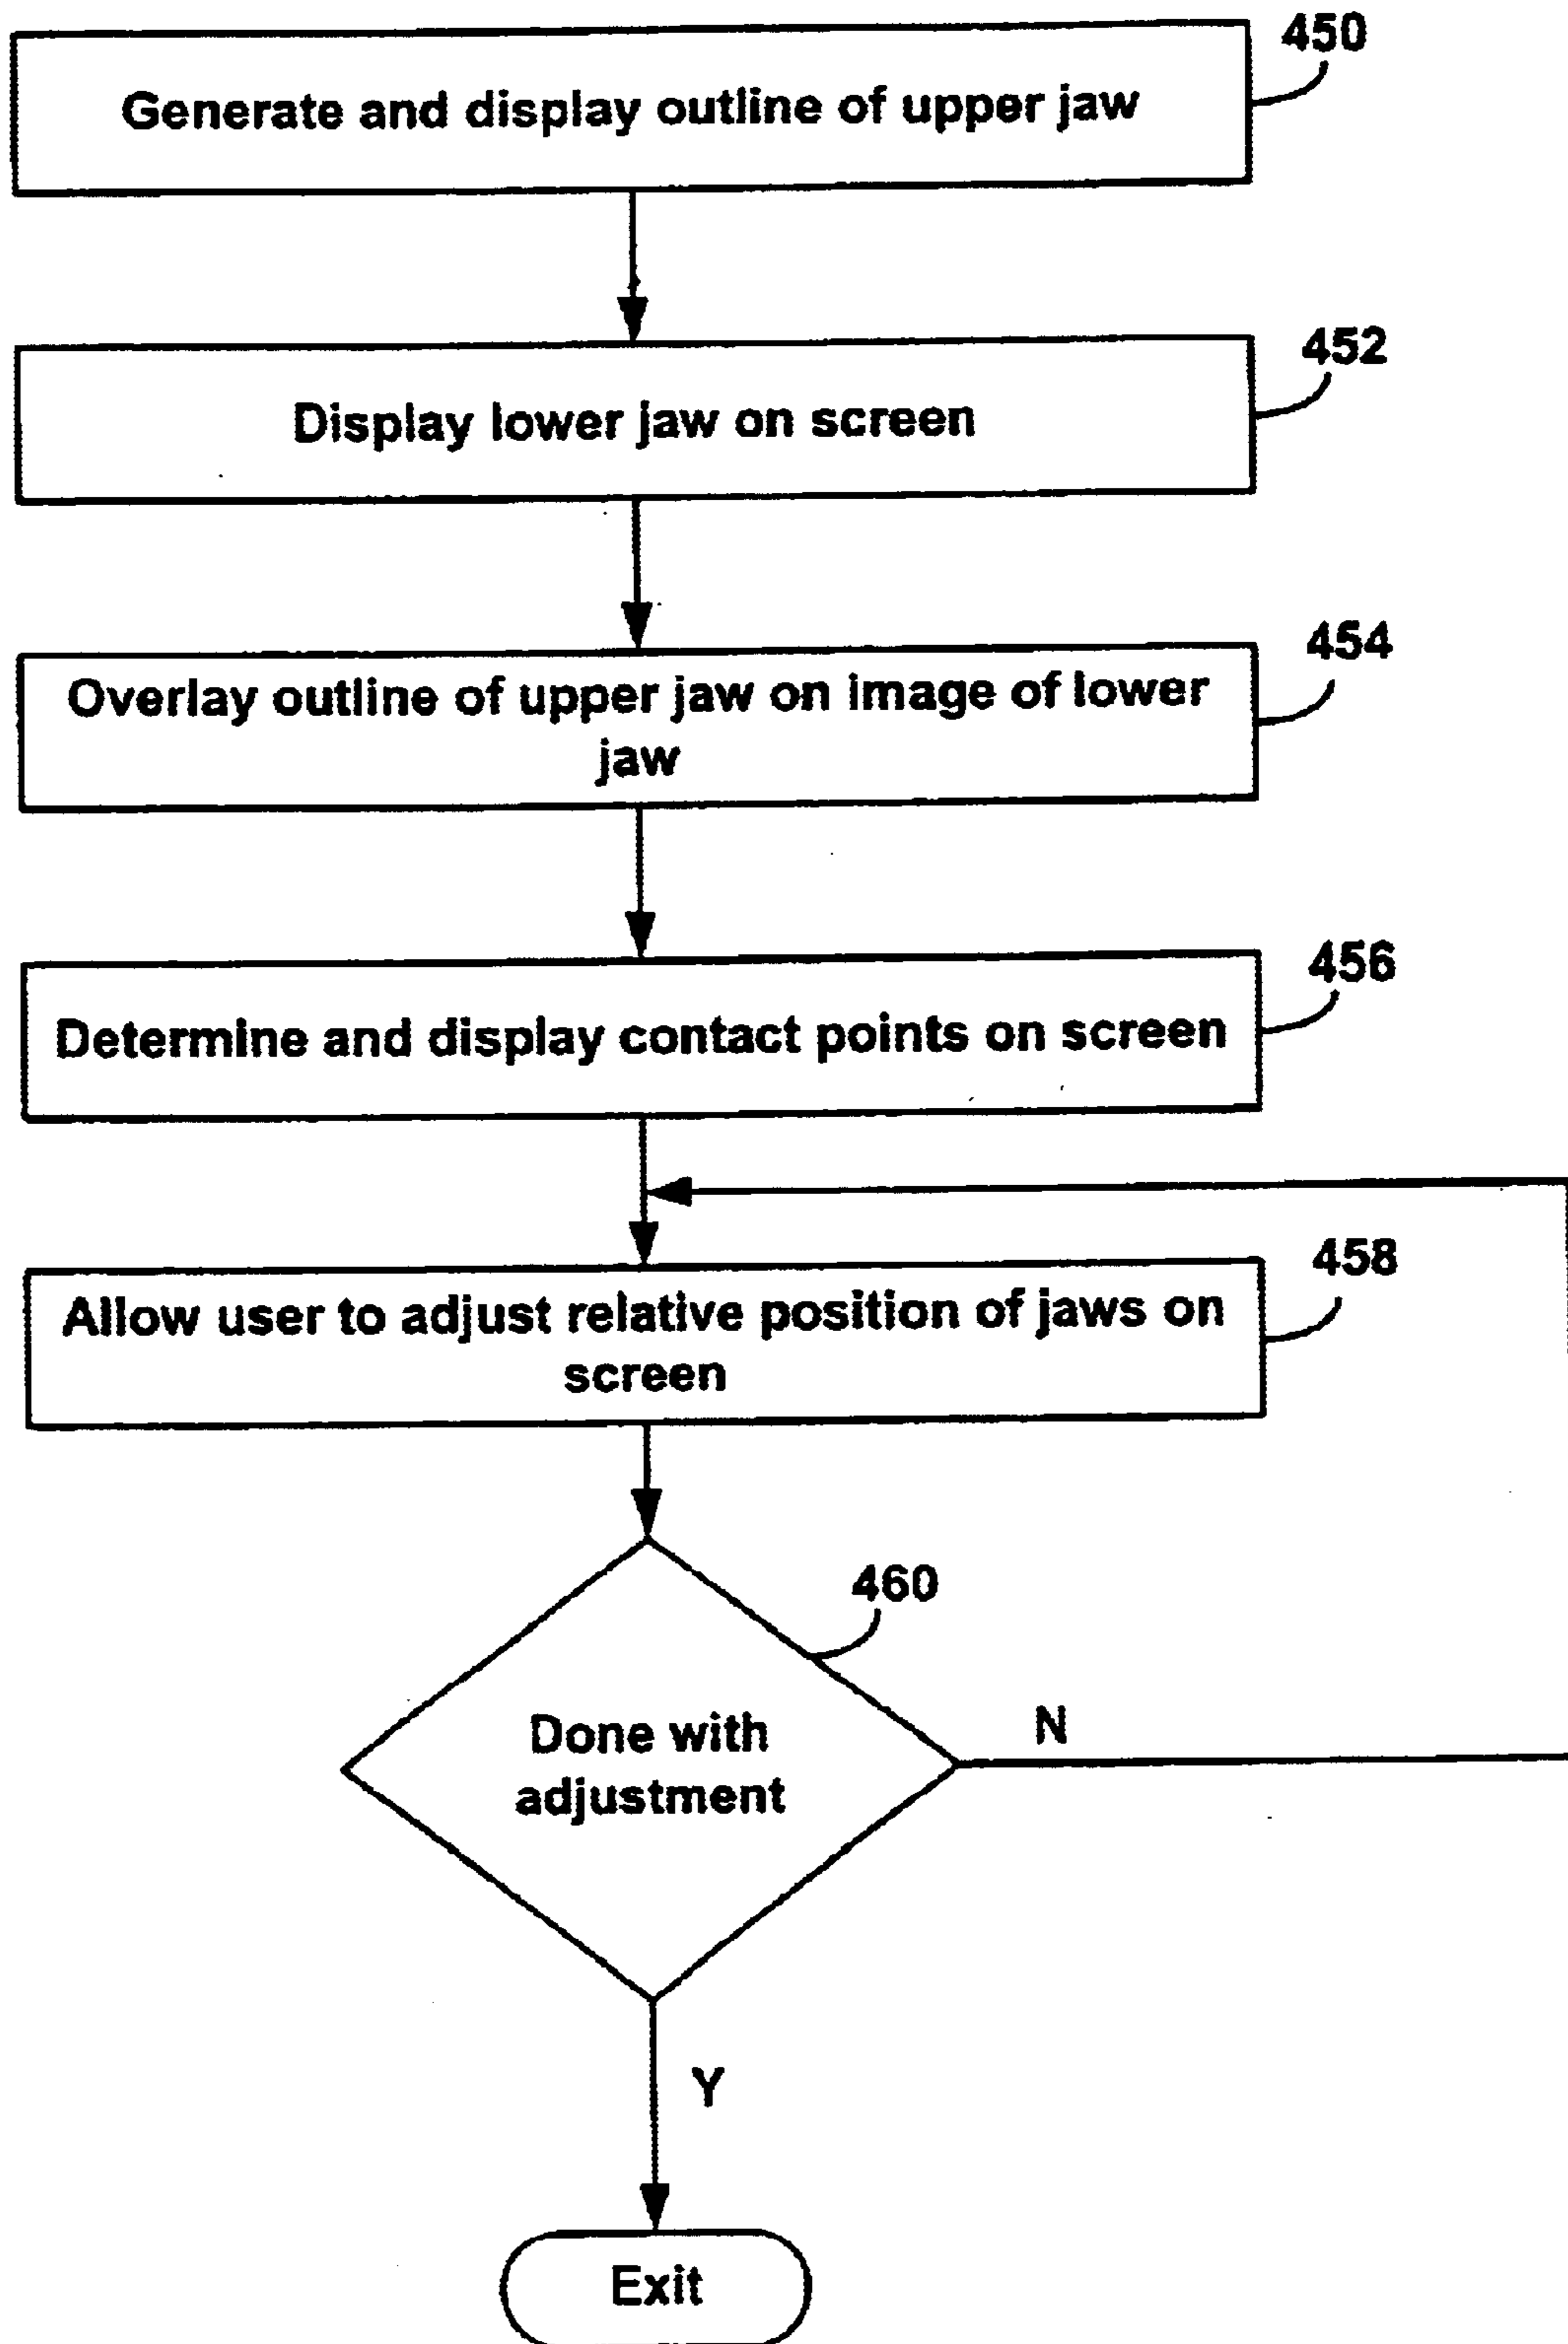 450
Generate and display outline of upper jaw
452
Display lower jaw on screen
454
Overlay outline of upper jaw on image of lower
jaw
456
Determine and display contact points on screen
458
Allow user to adjust relative position of jaws on
screen
460
Done with
adjustment
N
Y
Exit